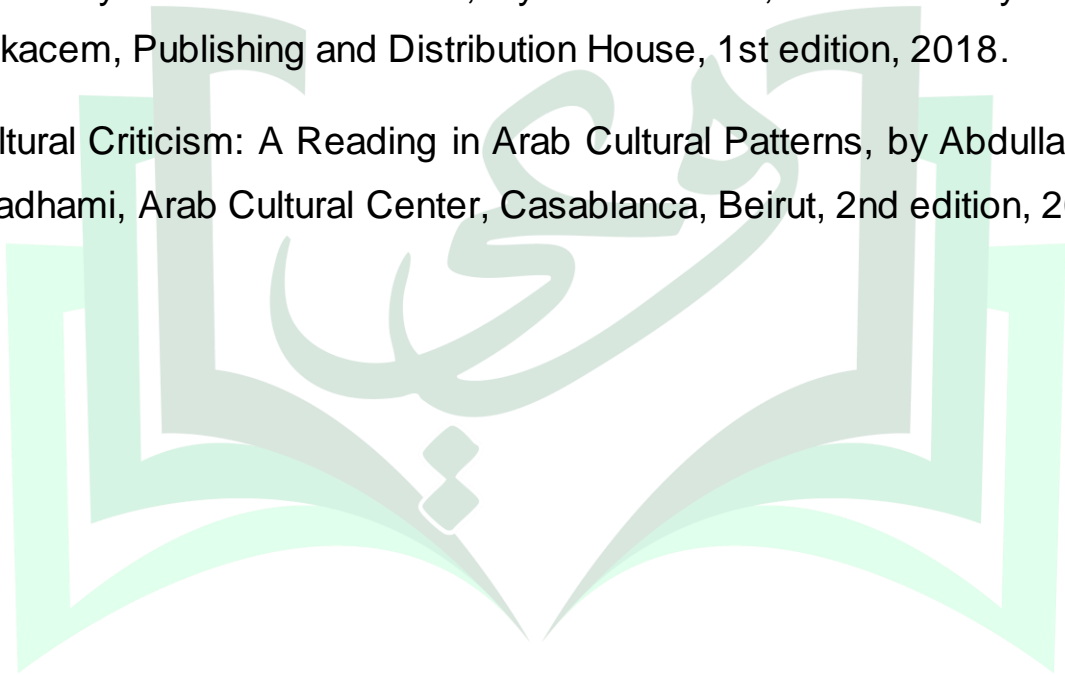 kacem, Publishing and Distribution House, 1st edition, 2018.
ltural Criticism: A Reading in Arab Cultural Patterns, by Abdulla
adhami, Arab Cultural Center, Casablanca, Beirut, 2nd edition, 2
وعي